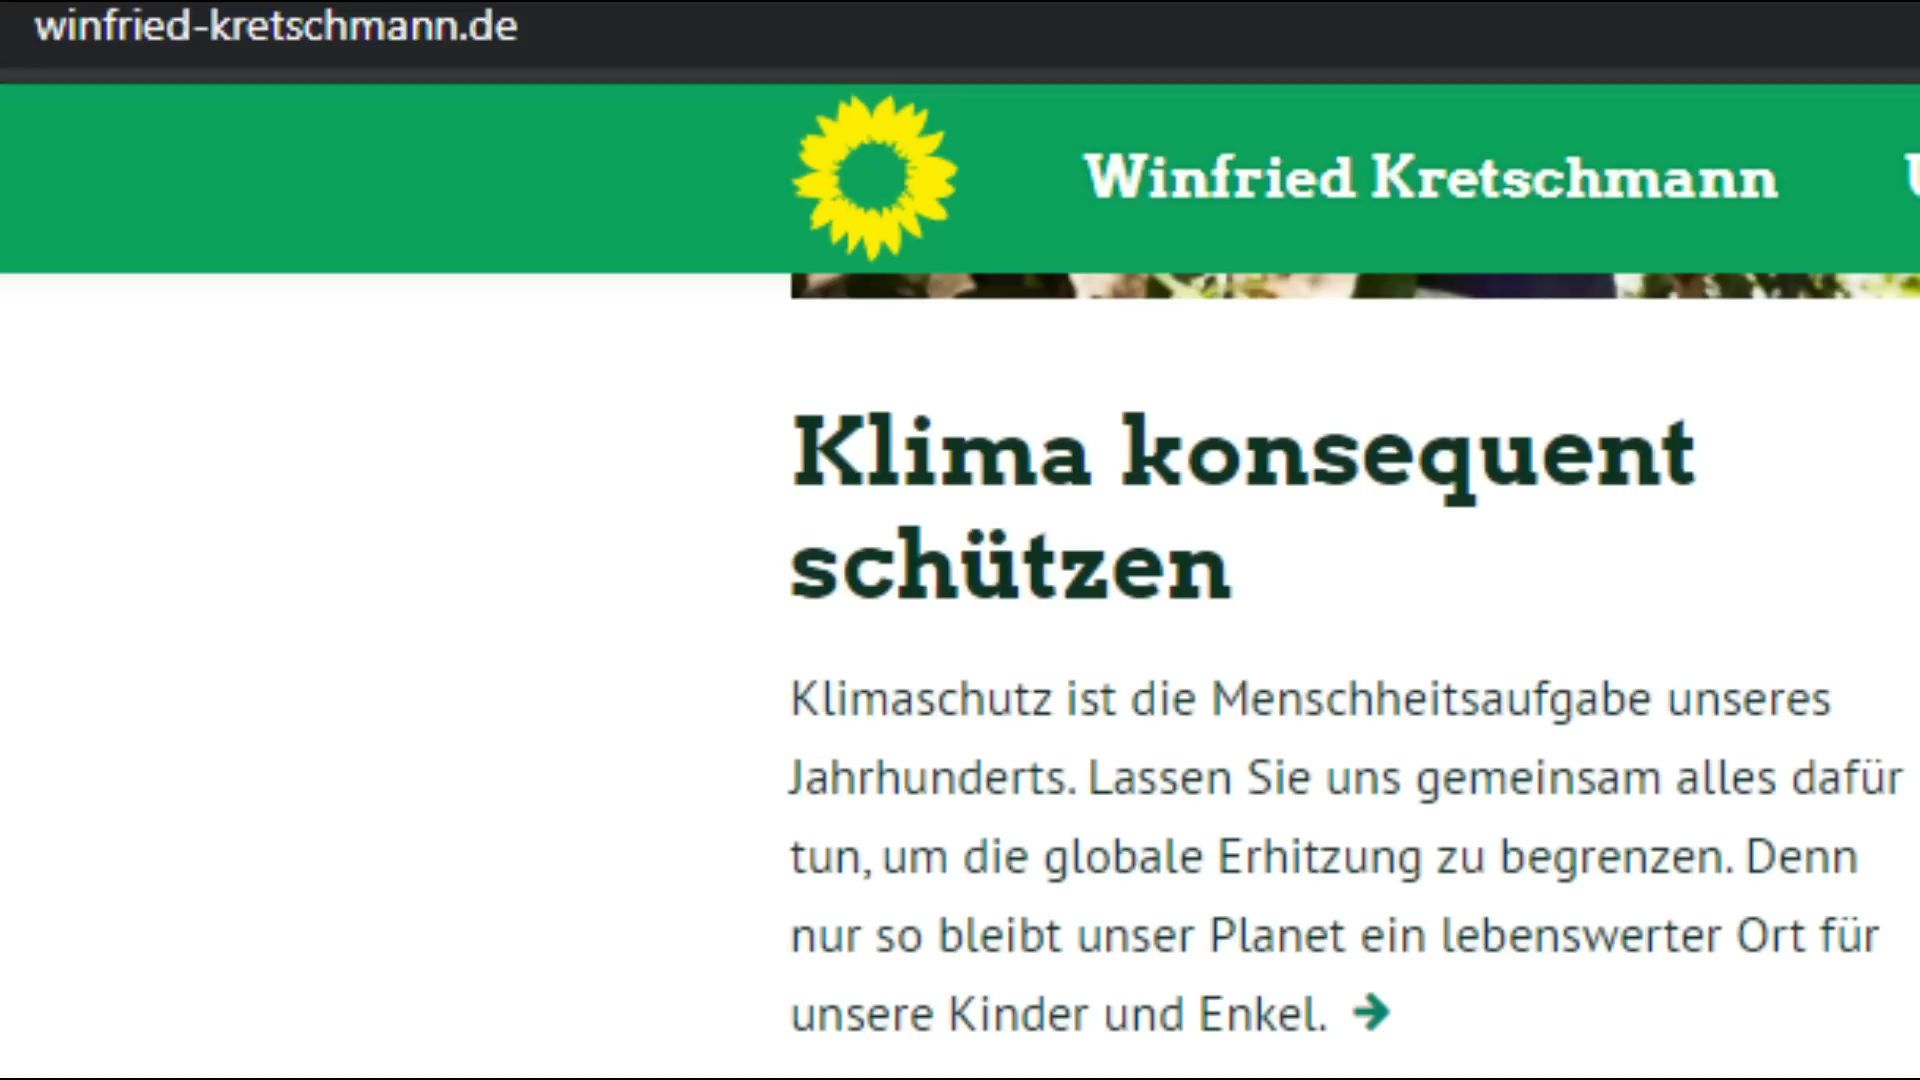 winfried-kretschmann.de
Winfried Kretschmann
Klima konsequent
schützen
Klimaschutz ist die Menschheitsaufgabe unseres
Jahrhunderts. Lassen Sie uns gemeinsam alles dafür
tun, um die globale Erhitzung zu begrenzen. Denn
nur so bleibt unser Planet ein lebenswerter Ort für
unsere Kinder und Enkel. →